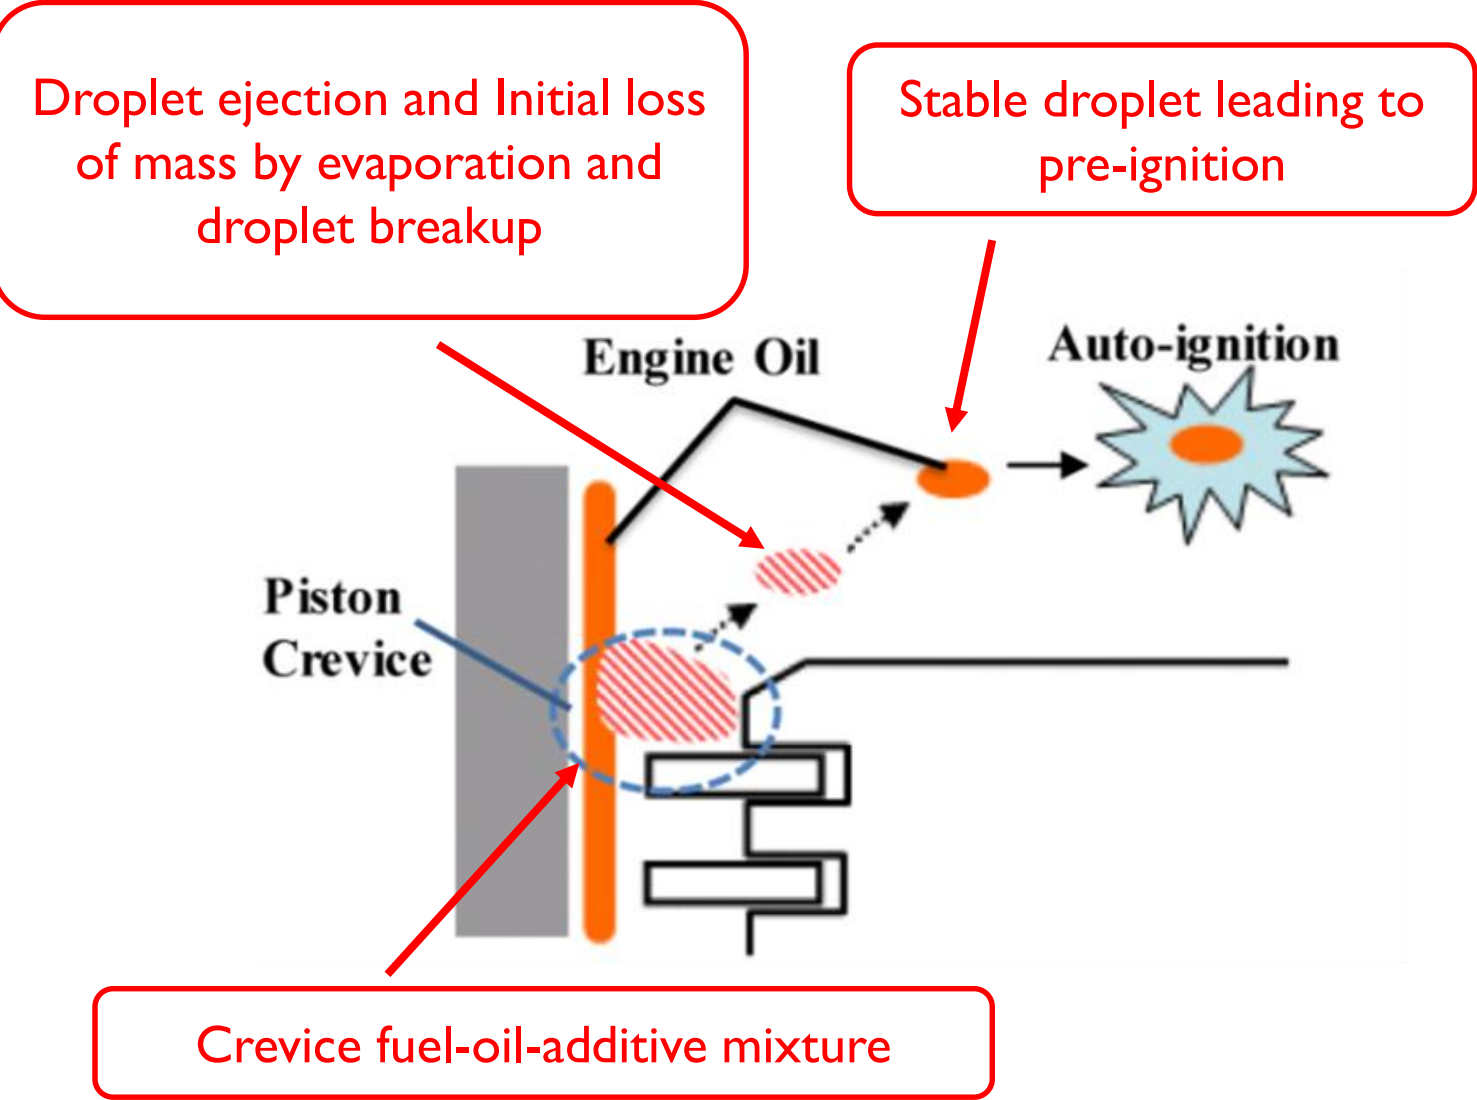 Droplet ejection and Initial loss
of mass by evaporation and
droplet breakup
Stable droplet leading to
pre-ignition
Engine Oil
Auto-ignition
Piston
Crevice
Crevice fuel-oil-additive mixture